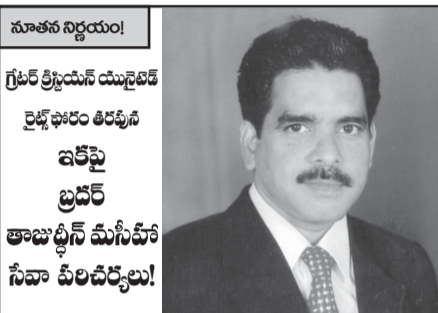 నూతన నిర్ణయం!
గ్రేటర్ క్రిస్టియన్ యునైటెడ్
రైట్స్ ఫోరం తరపున
ఇకపై
బ్రదర్
తాజుద్ధీన్ మసీహా
సేవా పరిచర్యలు!